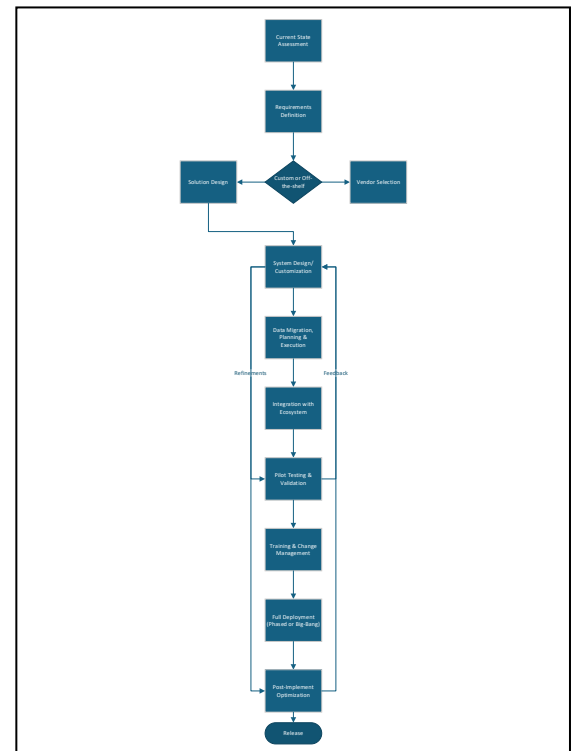 Current State
Assessment
Requirements
Definition
Solution Design
Custom or Off-
the-shelf
Vendor Selection
System Design/
Customization
Data Migration,
Planning &
Execution
Refinements
Feedback
Integration with
Ecosystem
Pilot Testing &
Validation
Training & Change
Management
Full Deployment
(Phased or Big-Bang)
Post-Implement
Optimization
Release